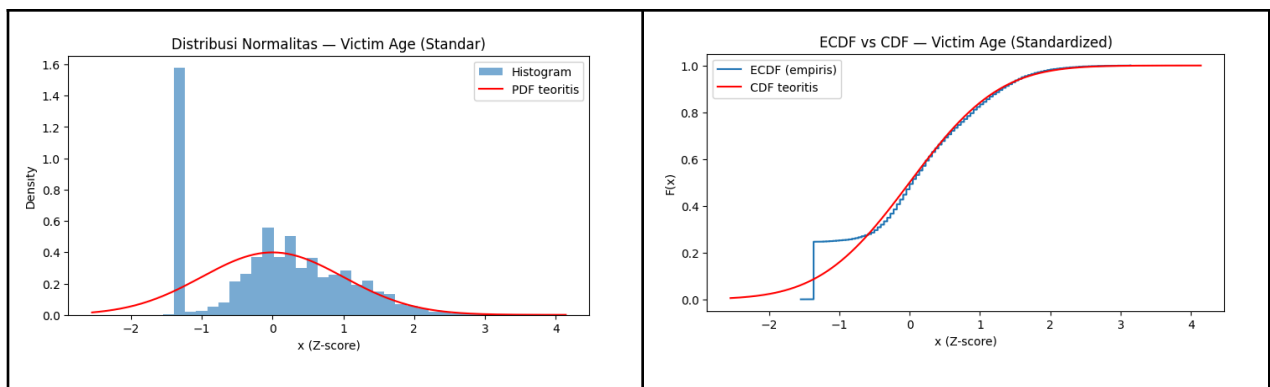 Distribusi Normalitas — Victim Age (Standar)
1.6
1.4
1.2
1.0
0.8
0.6
0.4
0.2
0.0
Density
Histogram
PDF teoritis
−2
−1
0
1
2
3
4
x (Z-score)
ECDF vs CDF — Victim Age (Standardized)
1.0
0.8
0.6
0.4
0.2
0.0
F(x)
ECDF (empiris)
CDF teoritis
−2
−1
0
1
2
3
4
x (Z-score)